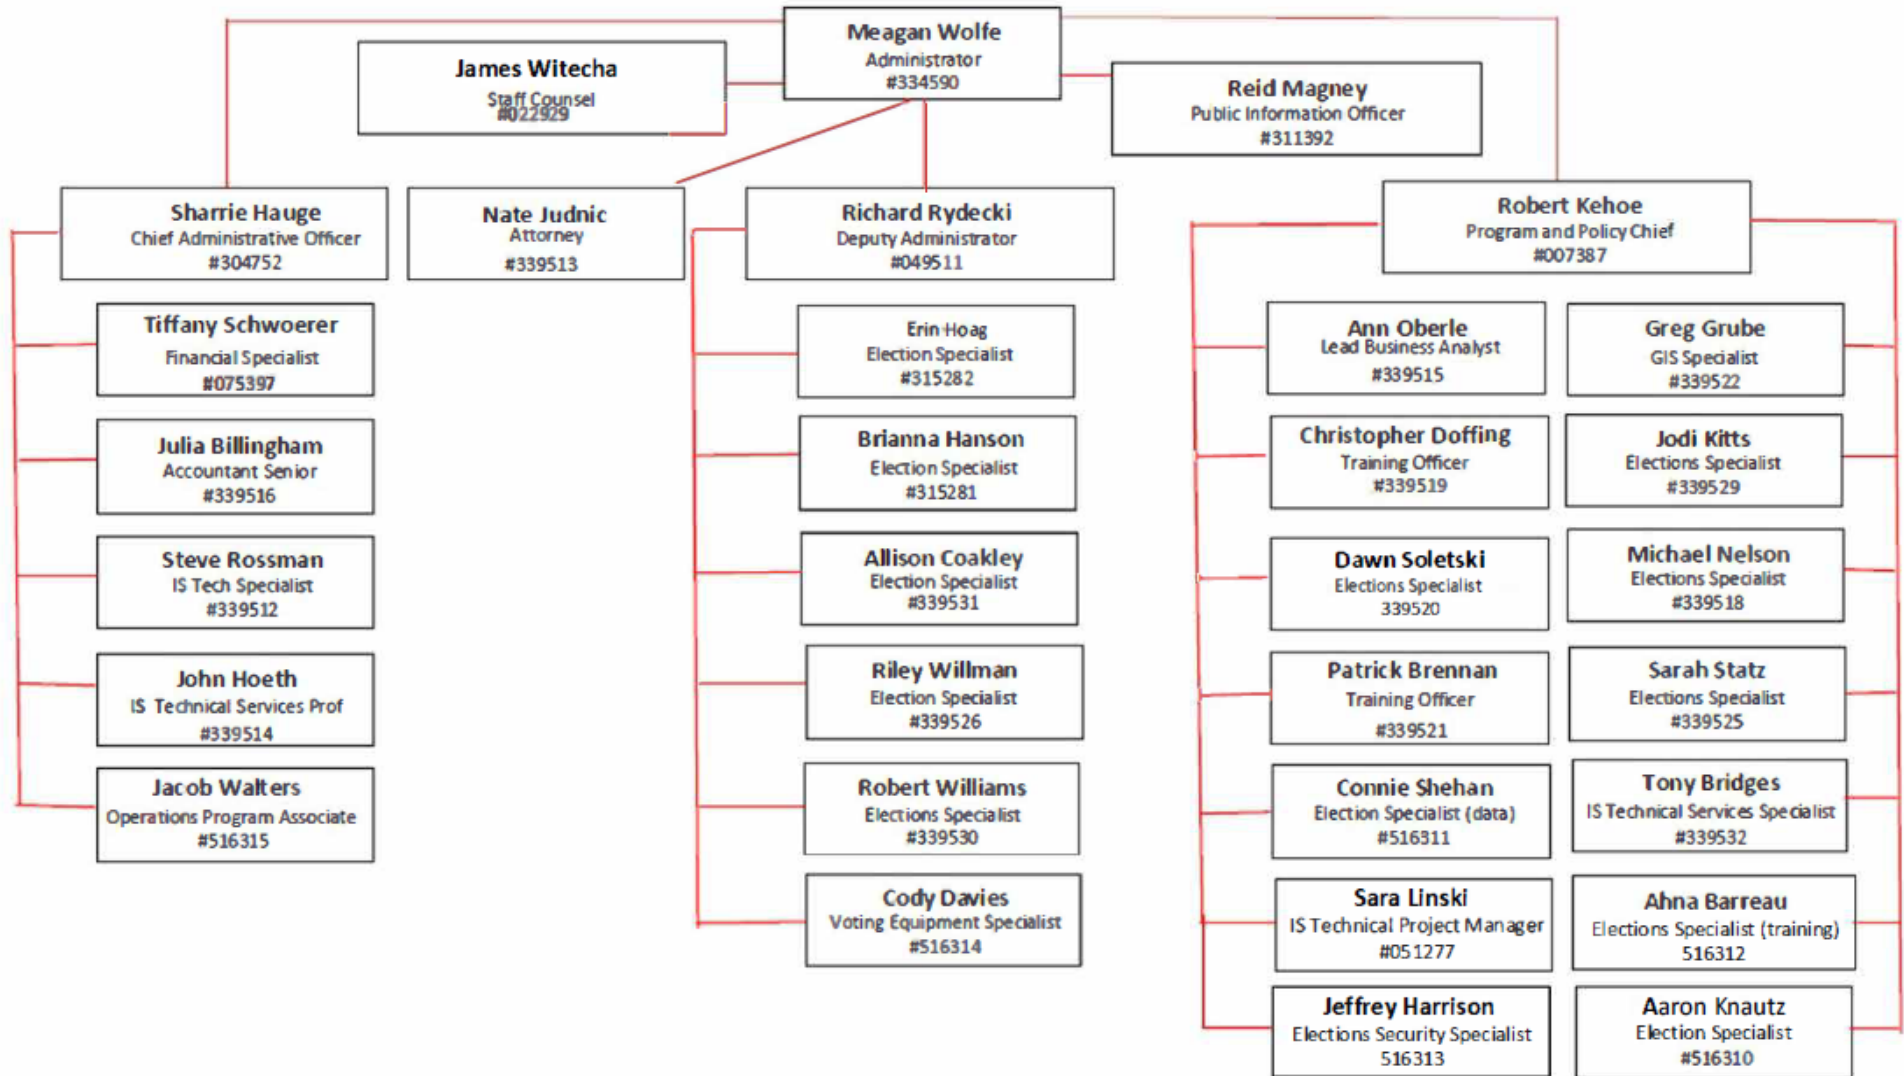 Meagan Wolfe
Administrator
#334590
James Witecha
Staff Counsel
#022929
Reid Magney
Public Information Officer
#311392
Sharrie Hauge
Chief Administrative Officer
#304752
Nate Judnic
Attorney
#339513
Richard Rydecki
Deputy Administrator
#049511
Robert Kehoe
Program and Policy Chief
#007387
Tiffany Schwoerer
Financial Specialist
#075397
Julia Billingham
Accountant Senior
#339516
Steve Rossman
IS Tech Specialist
#339512
John Hoeth
IS Technical Services Prof
#339514
Jacob Walters
Operations Program Associate
#516315
Erin Hoag
Election Specialist
#315282
Brianna Hanson
Election Specialist
#315281
Allison Coakley
Election Specialist
#339531
Riley Willman
Election Specialist
#339526
Robert Williams
Elections Specialist
#339530
Cody Davies
Voting Equipment Specialist
#516314
Ann Oberle
Lead Business Analyst
#339515
Christopher Doffing
Training Officer
#339519
Dawn Soletski
Elections Specialist
339520
Patrick Brennan
Training Officer
#339521
Connie Shehan
Election Specialist (data)
#516311
Sara Linski
IS Technical Project Manager
#051277
Jeffrey Harrison
Elections Security Specialist
516313
Greg Grube
GIS Specialist
#339522
Jodi Kitts
Elections Specialist
#339529
Michael Nelson
Elections Specialist
#339518
Sarah Statz
Elections Specialist
#339525
Tony Bridges
IS Technical Services Specialist
#339532
Ahna Barreau
Elections Specialist (training)
516312
Aaron Knautz
Election Specialist
#516310